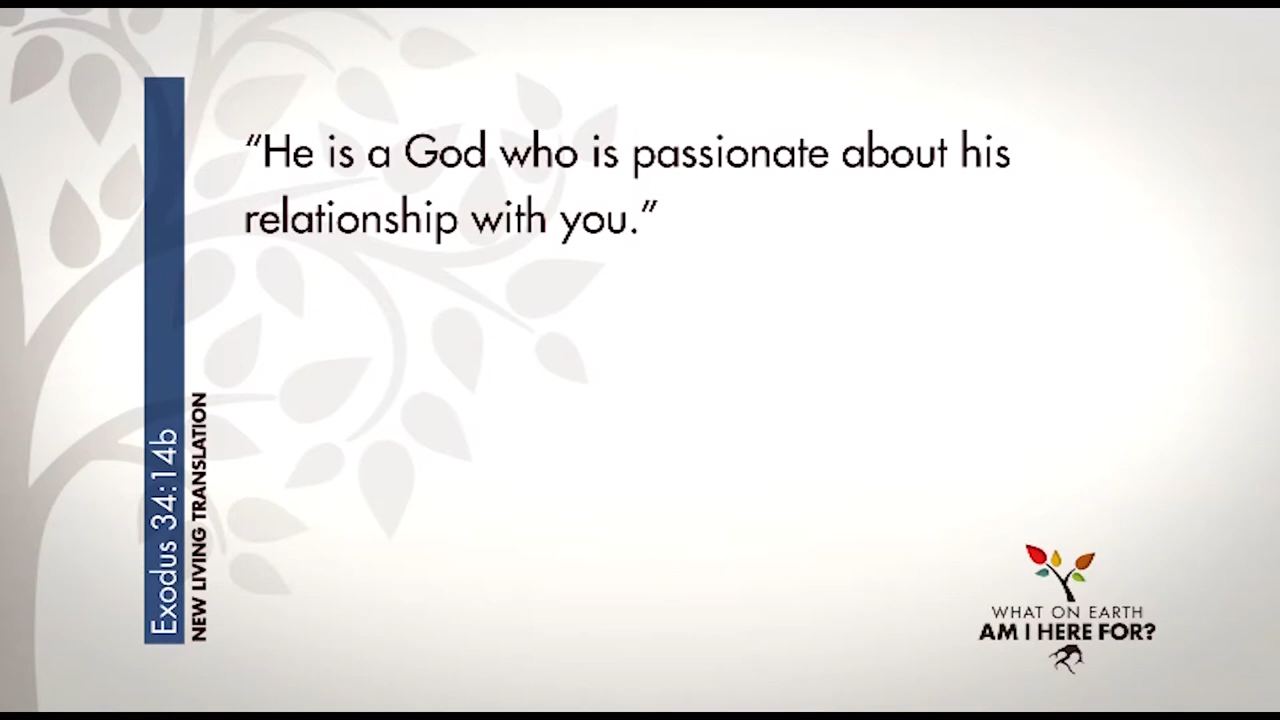 “He is a God who is passionate about his
relationship with you.”
Exodus 34:14b
NEW LIVING TRANSLATION
WHAT ON EARTH
AM I HERE FOR?